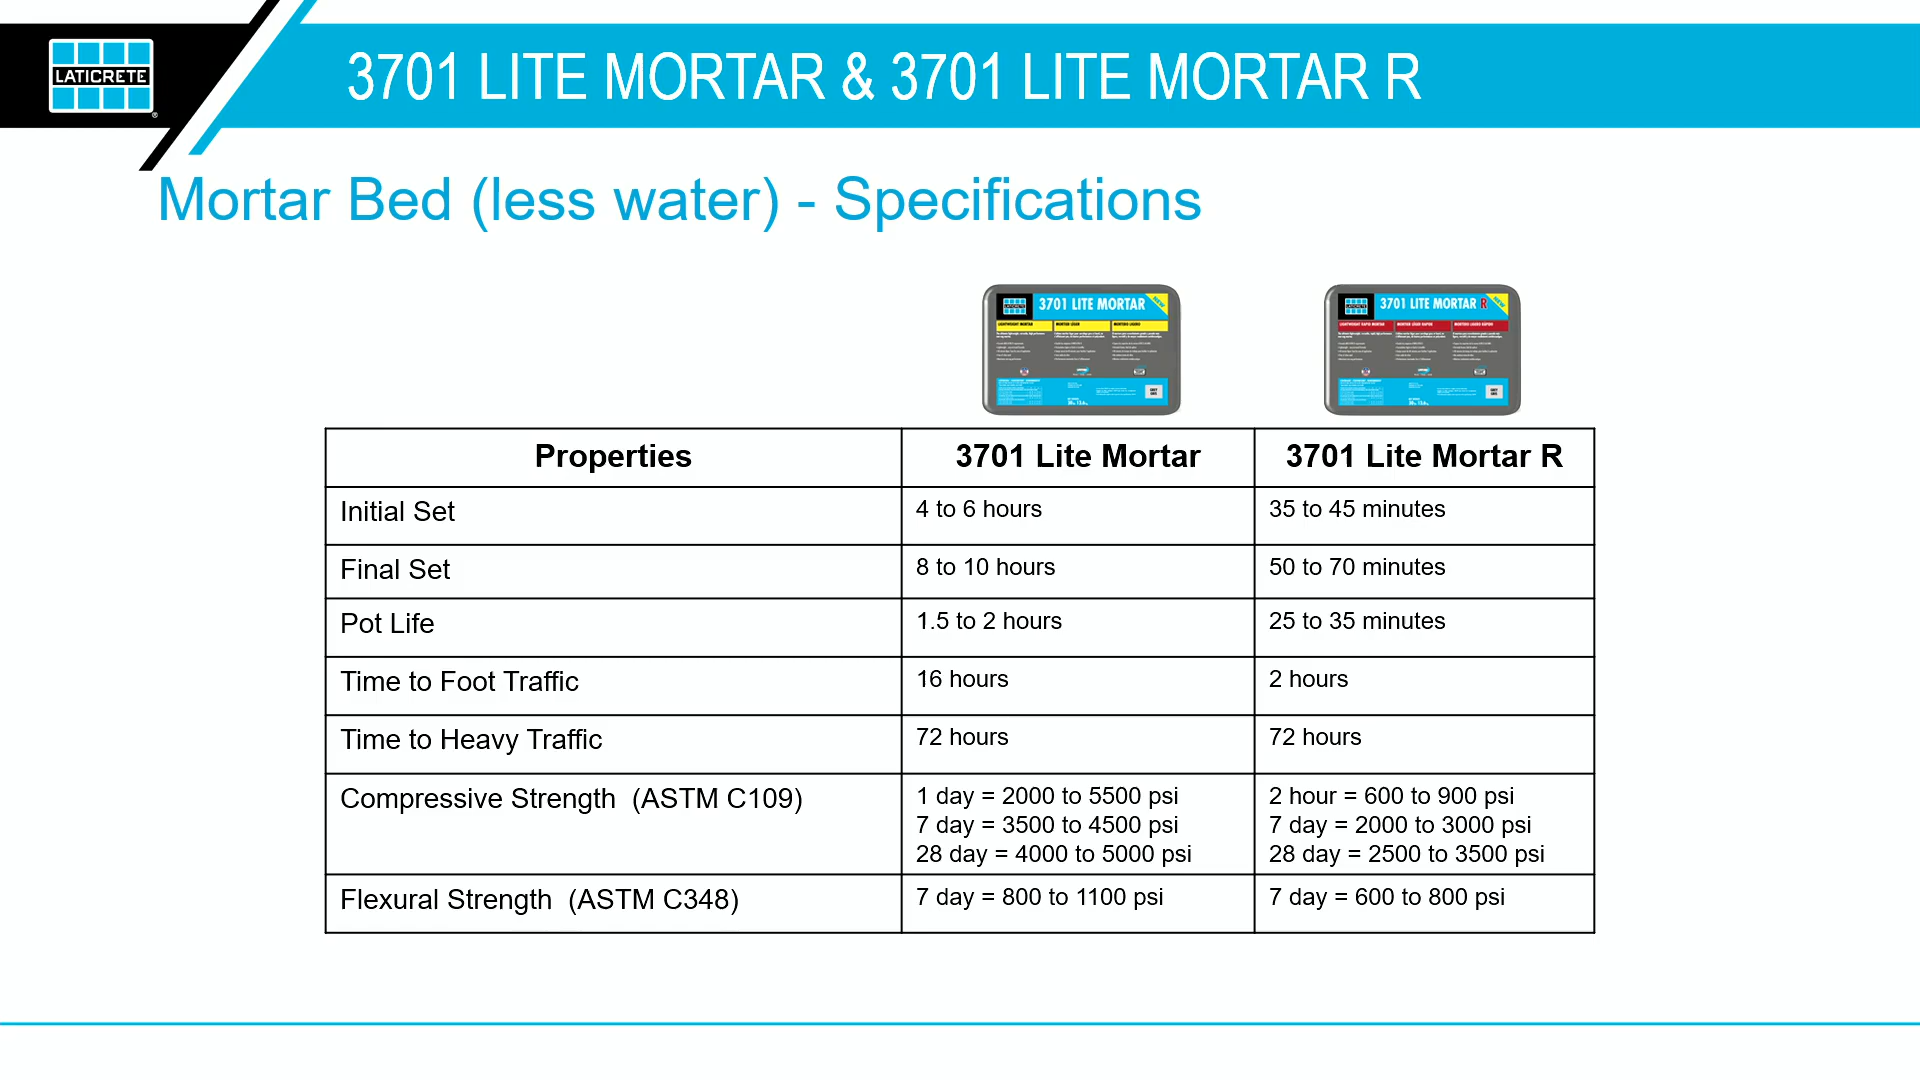 LATICRETE
®
3701 LITE MORTAR & 3701 LITE MORTAR R
Mortar Bed (less water) - Specifications
LATICRETE
3701 LITE MORTAR
NEW
LATICRETE
3701 LITE MORTAR R
NEW
Properties
3701 Lite Mortar
3701 Lite Mortar R
Initial Set
4 to 6 hours
35 to 45 minutes
Final Set
8 to 10 hours
50 to 70 minutes
Pot Life
1.5 to 2 hours
25 to 35 minutes
Time to Foot Traffic
16 hours
2 hours
Time to Heavy Traffic
72 hours
72 hours
Compressive Strength (ASTM C109)
1 day = 2000 to 5500 psi
7 day = 3500 to 4500 psi
28 day = 4000 to 5000 psi
2 hour = 600 to 900 psi
7 day = 2000 to 3000 psi
28 day = 2500 to 3500 psi
Flexural Strength (ASTM C348)
7 day = 800 to 1100 psi
7 day = 600 to 800 psi